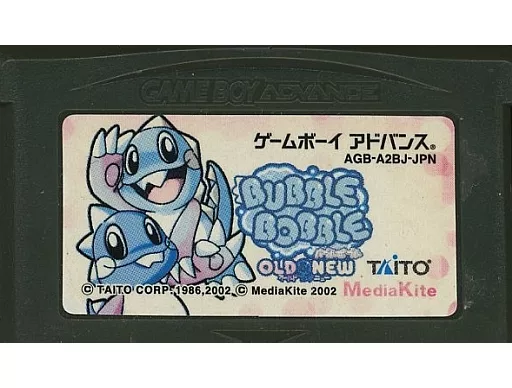 GAME BOY ADVANCE
ゲームボーイ アドバンス®
AGB-A2BJ-JPN
BUBBLE
BOBBLE
OLD & NEW
TAITO
© TAITO CORP. 1986,2002 © MediaKite 2002
MediaKite